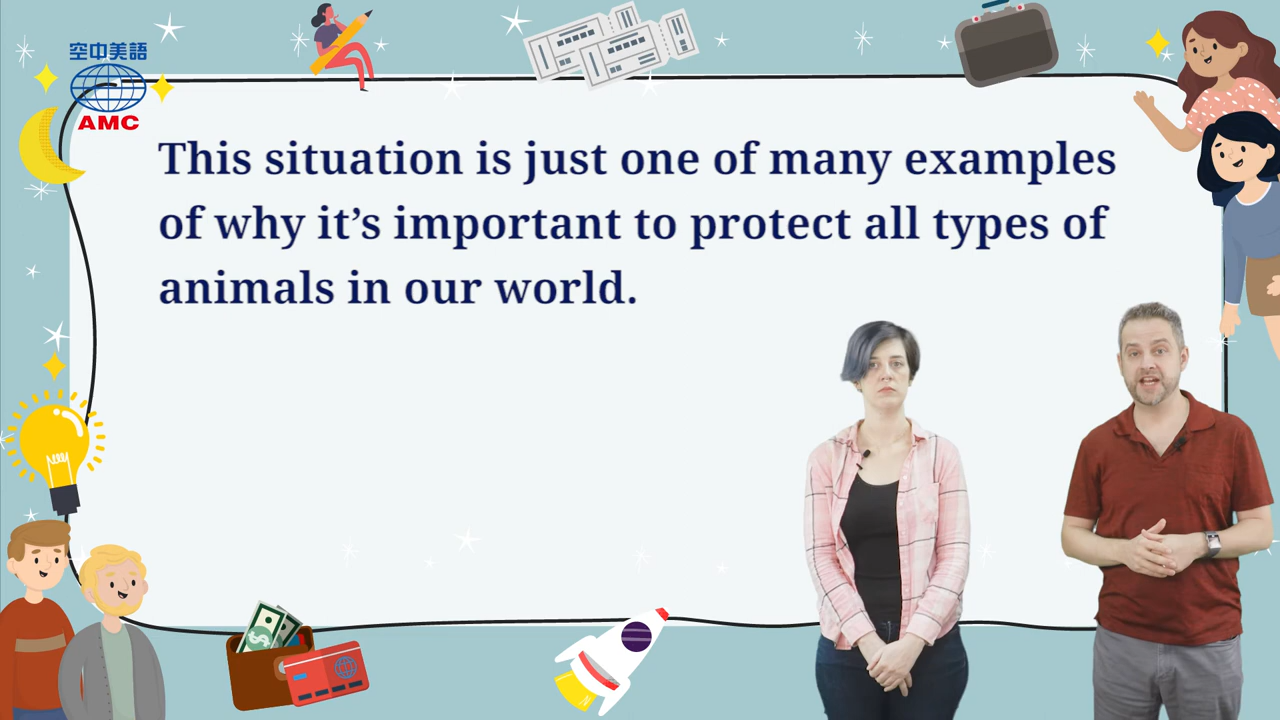 空中美語
AMC
This situation is just one of many examples
of why it’s important to protect all types of
animals in our world.